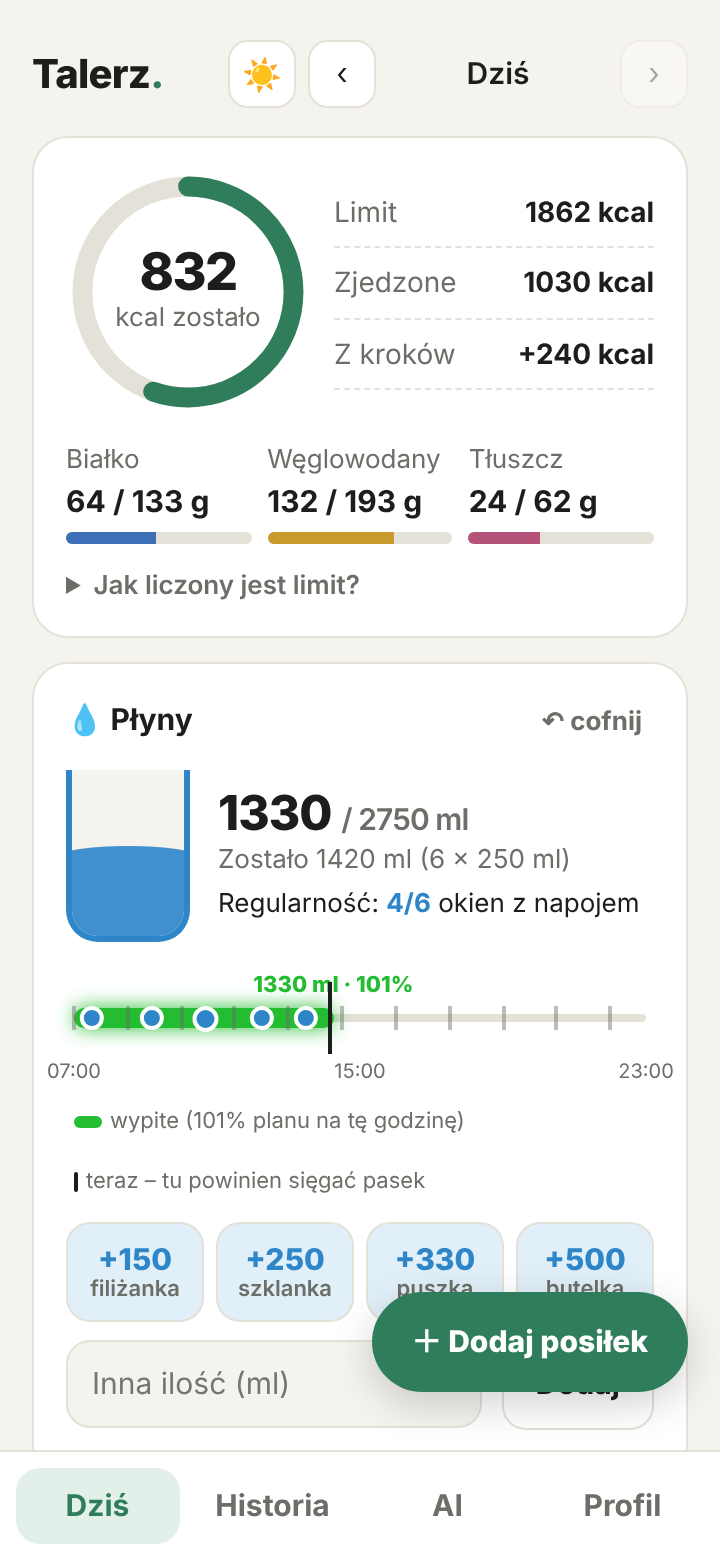 Talerz.
‹
Dziś
›
832
kcal zostało
Limit 1862 kcal
Zjedzone 1030 kcal
Z kroków +240 kcal
Białko
64 / 133 g
Węglowodany
132 / 193 g
Tłuszcz
24 / 62 g
▶ Jak liczony jest limit?
💧 Płyny
↶ cofnij
1330 / 2750 ml
Zostało 1420 ml (6 × 250 ml)
Regularność: 4/6 okien z napojem
1330 ml · 101%
07:00 15:00 23:00
wypite (101% planu na tę godzinę)
teraz – tu powinien sięgać pasek
+150
filiżanka
+250
szklanka
+330
puszka
+500
butelka
+ Dodaj posiłek
Inna ilość (ml)
Dodaj
Dziś Historia AI Profil